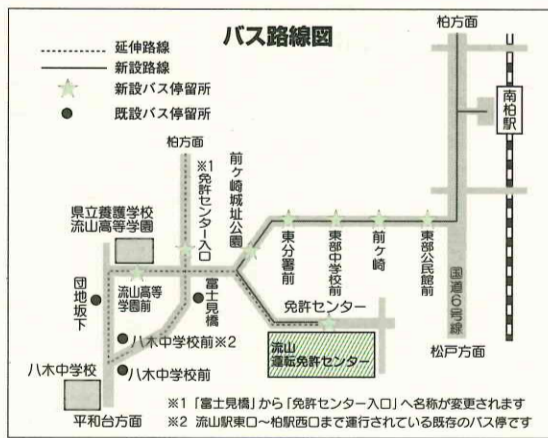 バス路線図
延伸路線
新設路線
新設バス停留所
既設バス停留所
柏方面
南柏駅
柏方面
※1免許センター入口
前ヶ崎城址公園
県立養護学校
流山高等学園
東分署前
東部中学校前
前ヶ崎
東部公民館前
国道6号線
団地坂下
流山高等
学園前
富士見橋
免許センター
八木中学校前※2
流山
運転免許センター
松戸方面
八木中学校
八木中学校前
平和台方面
※1「富士見橋」から「免許センター入口」へ名称が変更されます
※2 流山駅東口～柏駅西口まで運行されている既存のバス停です